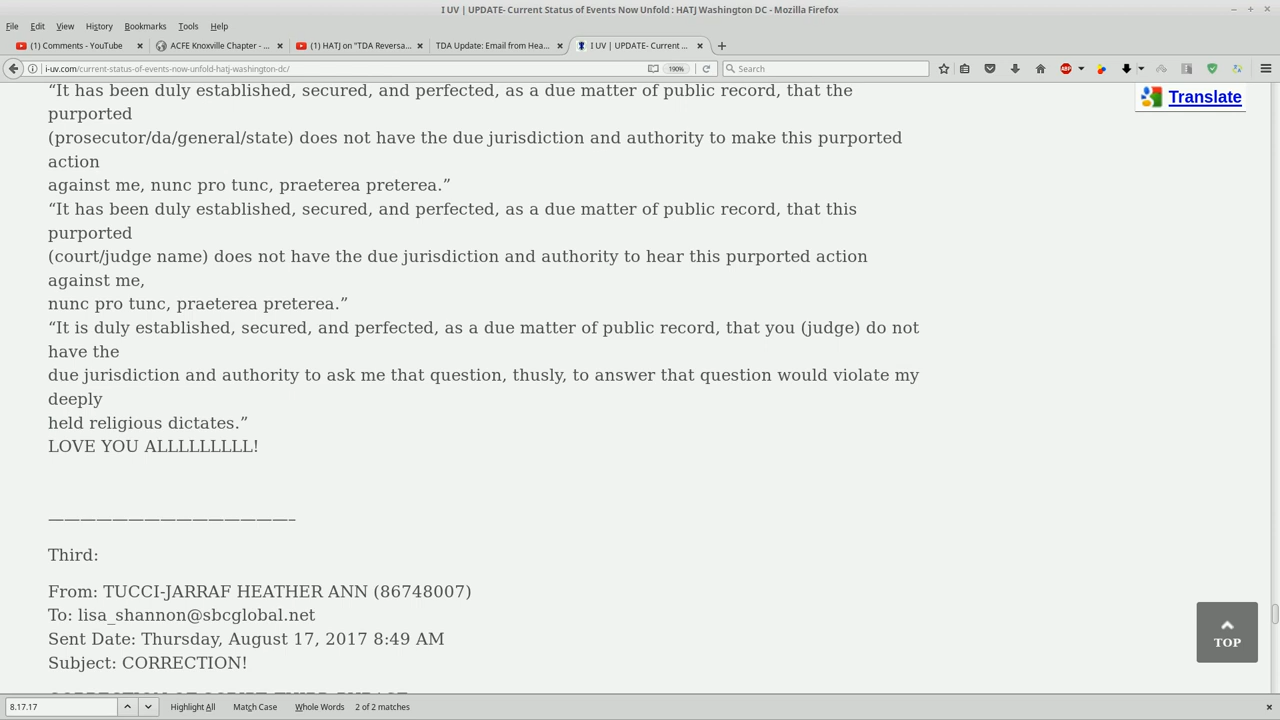 I UV | UPDATE- Current Status of Events Now Unfold : HATJ Washington DC - Mozilla Firefox
File Edit View History Bookmarks Tools Help
(1) Comments - YouTube
ACFE Knoxville Chapter - ...
(1) HATJ on "TDA Reversa...
TDA Update: Email from Hea...
I UV | UPDATE- Current ...
i-uv.com/current-status-of-events-now-unfold-hatj-washington-dc/
190%
Search
ABP
Translate
“It has been duly established, secured, and perfected, as a due matter of public record, that the
purported
(prosecutor/da/general/state) does not have the due jurisdiction and authority to make this purported
action
against me, nunc pro tunc, praeterea preterea.”
“It has been duly established, secured, and perfected, as a due matter of public record, that this
purported
(court/judge name) does not have the due jurisdiction and authority to hear this purported action
against me,
nunc pro tunc, praeterea preterea.”
“It is duly established, secured, and perfected, as a due matter of public record, that you (judge) do not
have the
due jurisdiction and authority to ask me that question, thusly, to answer that question would violate my
deeply
held religious dictates.”
LOVE YOU ALLLLLLLLL!
———————————————–
Third:
From: TUCCI-JARRAF HEATHER ANN (86748007)
To: lisa_shannon@sbcglobal.net
Sent Date: Thursday, August 17, 2017 8:49 AM
Subject: CORRECTION!
TOP
8.17.17
Highlight All
Match Case
Whole Words
2 of 2 matches